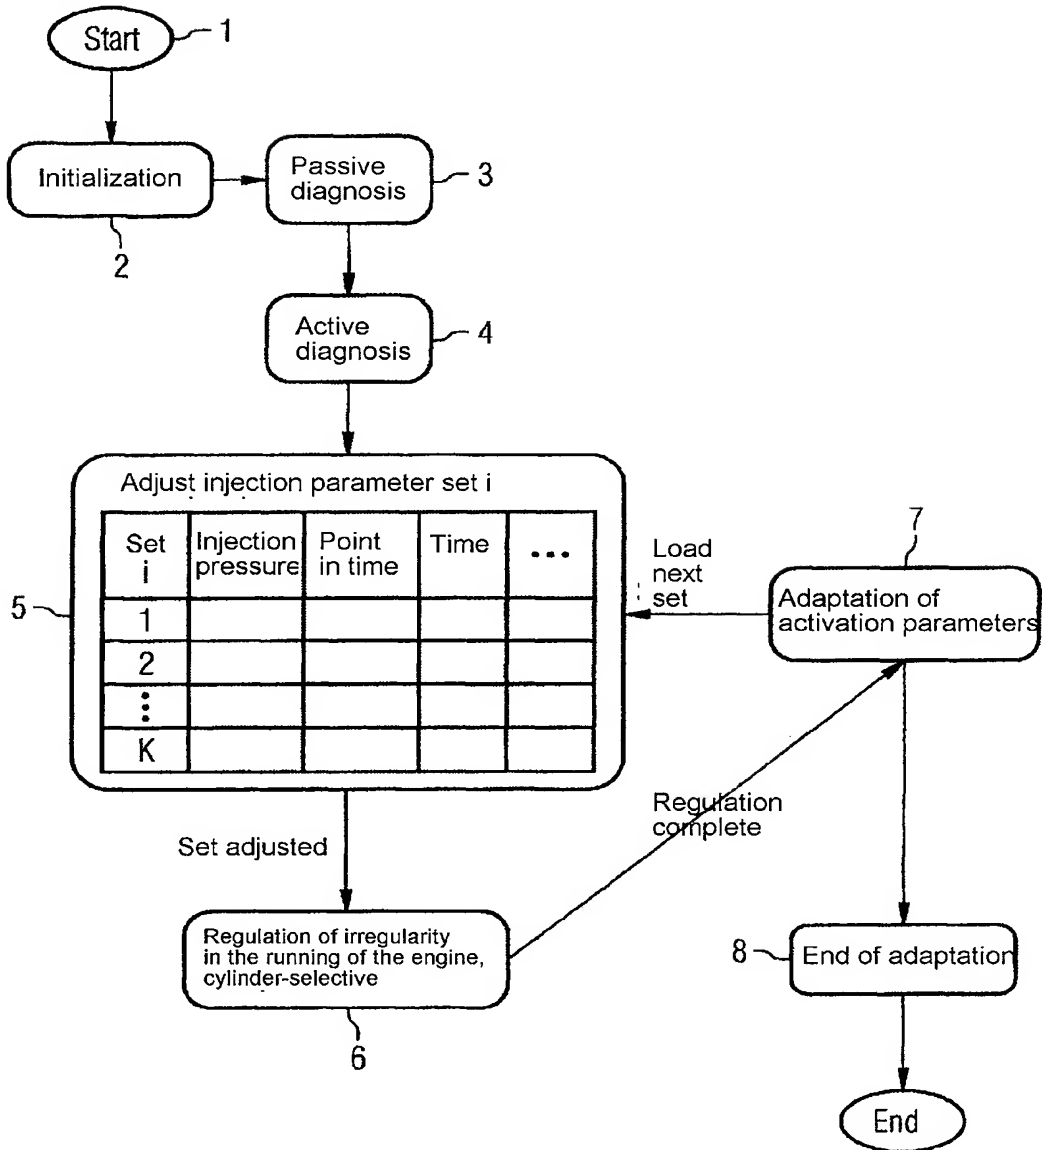 Start
1
Initialization
2
Passive
diagnosis
3
Active
diagnosis
4
Adjust injection parameter set i
Set
i
Injection
pressure
Point
in time
Time
...
1
2
⋮
K
5
Load
next
set
7
Adaptation of
activation parameters
Set adjusted
Regulation
complete
Regulation of irregularity
in the running of the engine,
cylinder-selective
6
8
End of adaptation
End